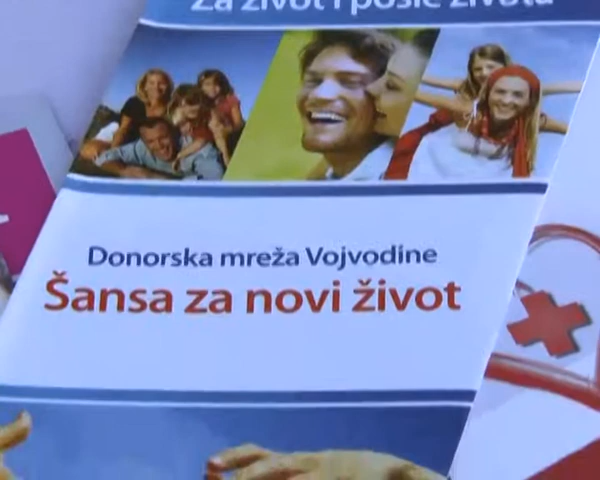 Za život i posle života
Donorska mreža Vojvodine
Šansa za novi život